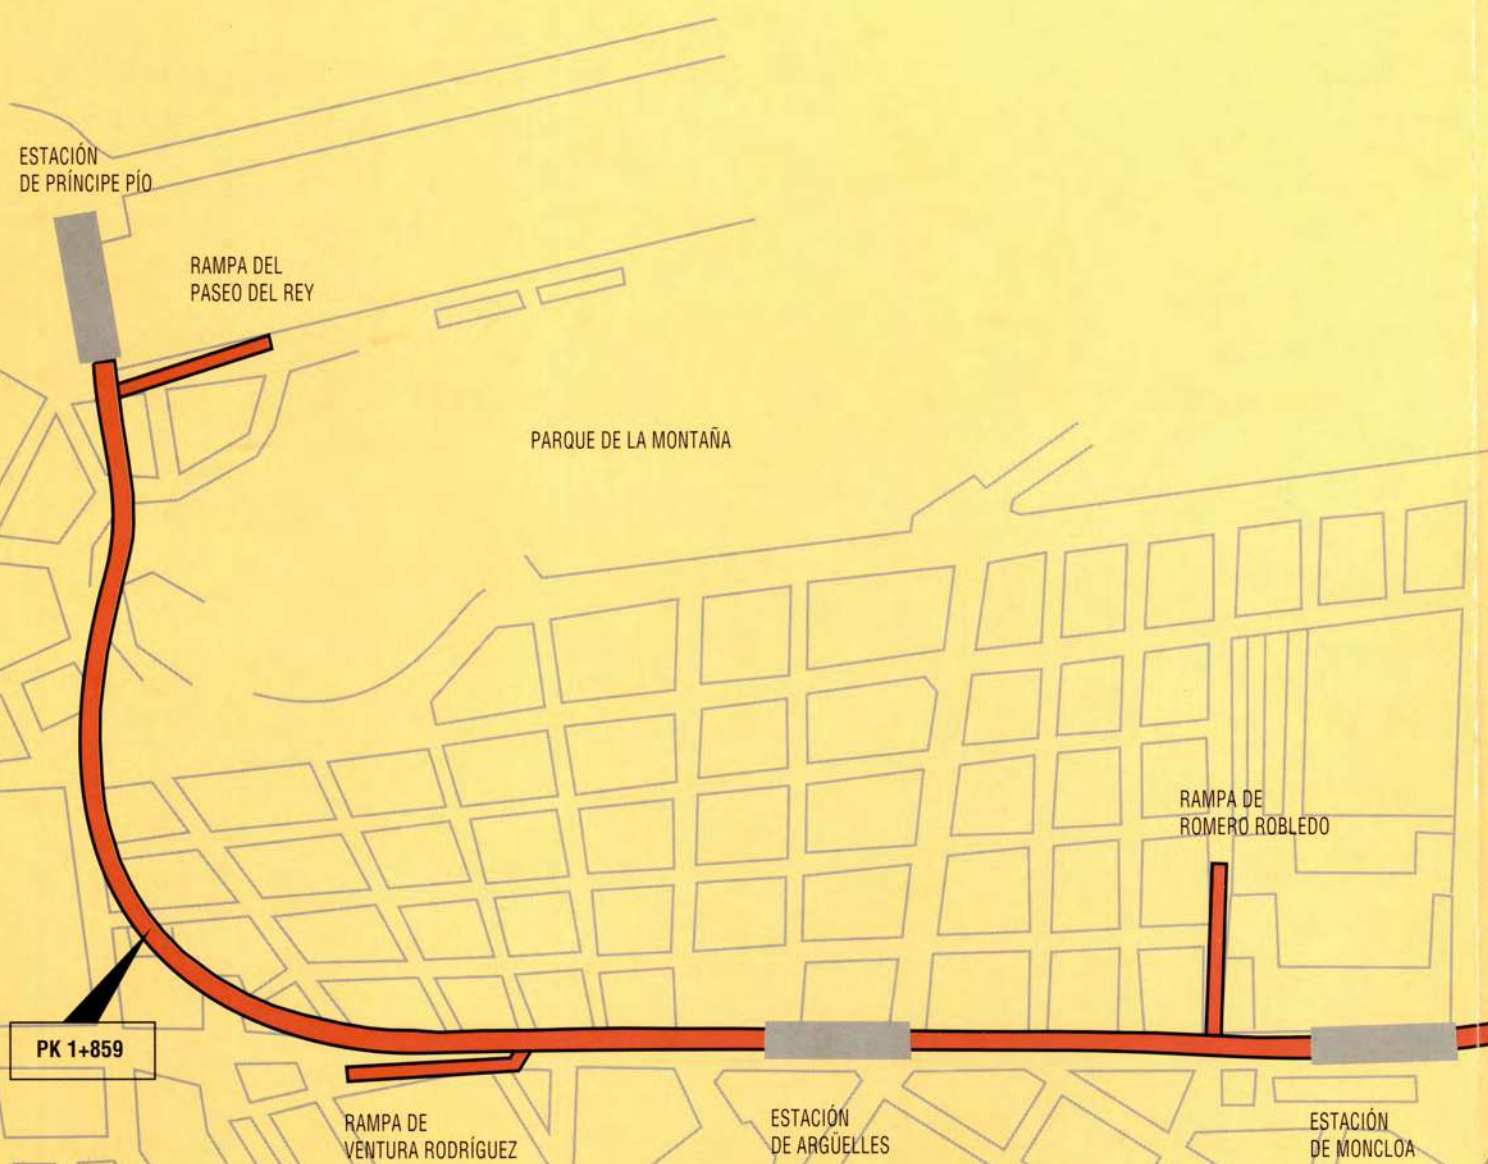 ESTACIÓN
DE PRÍNCIPE PÍO
RAMPA DEL
PASEO DEL REY
PARQUE DE LA MONTAÑA
RAMPA DE
ROMERO ROBLEDO
PK 1+859
RAMPA DE
VENTURA RODRÍGUEZ
ESTACIÓN
DE ARGÜELLES
ESTACIÓN
DE MONCLOA